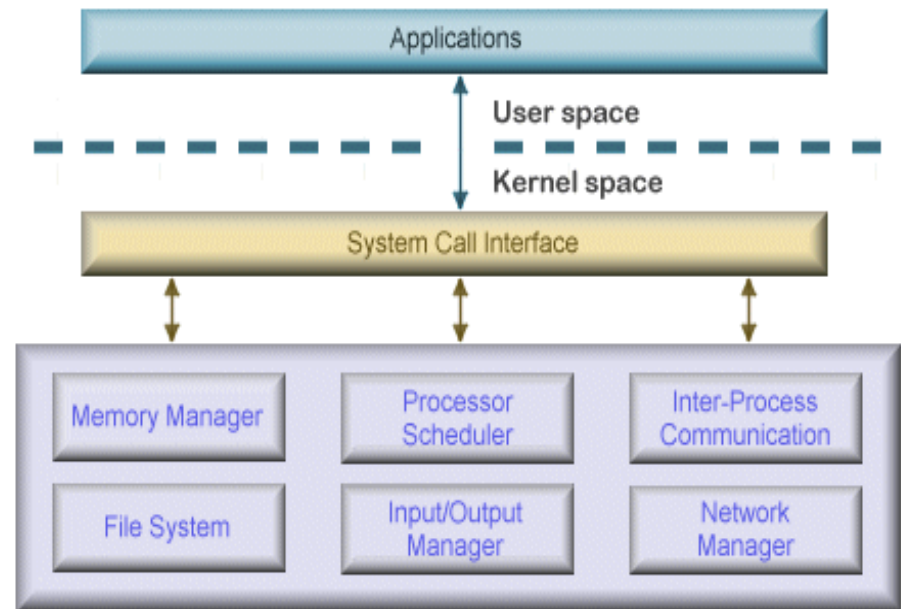 Applications
User space
Kernel space
System Call Interface
Memory Manager
Processor
Scheduler
Inter-Process
Communication
File System
Input/Output
Manager
Network
Manager